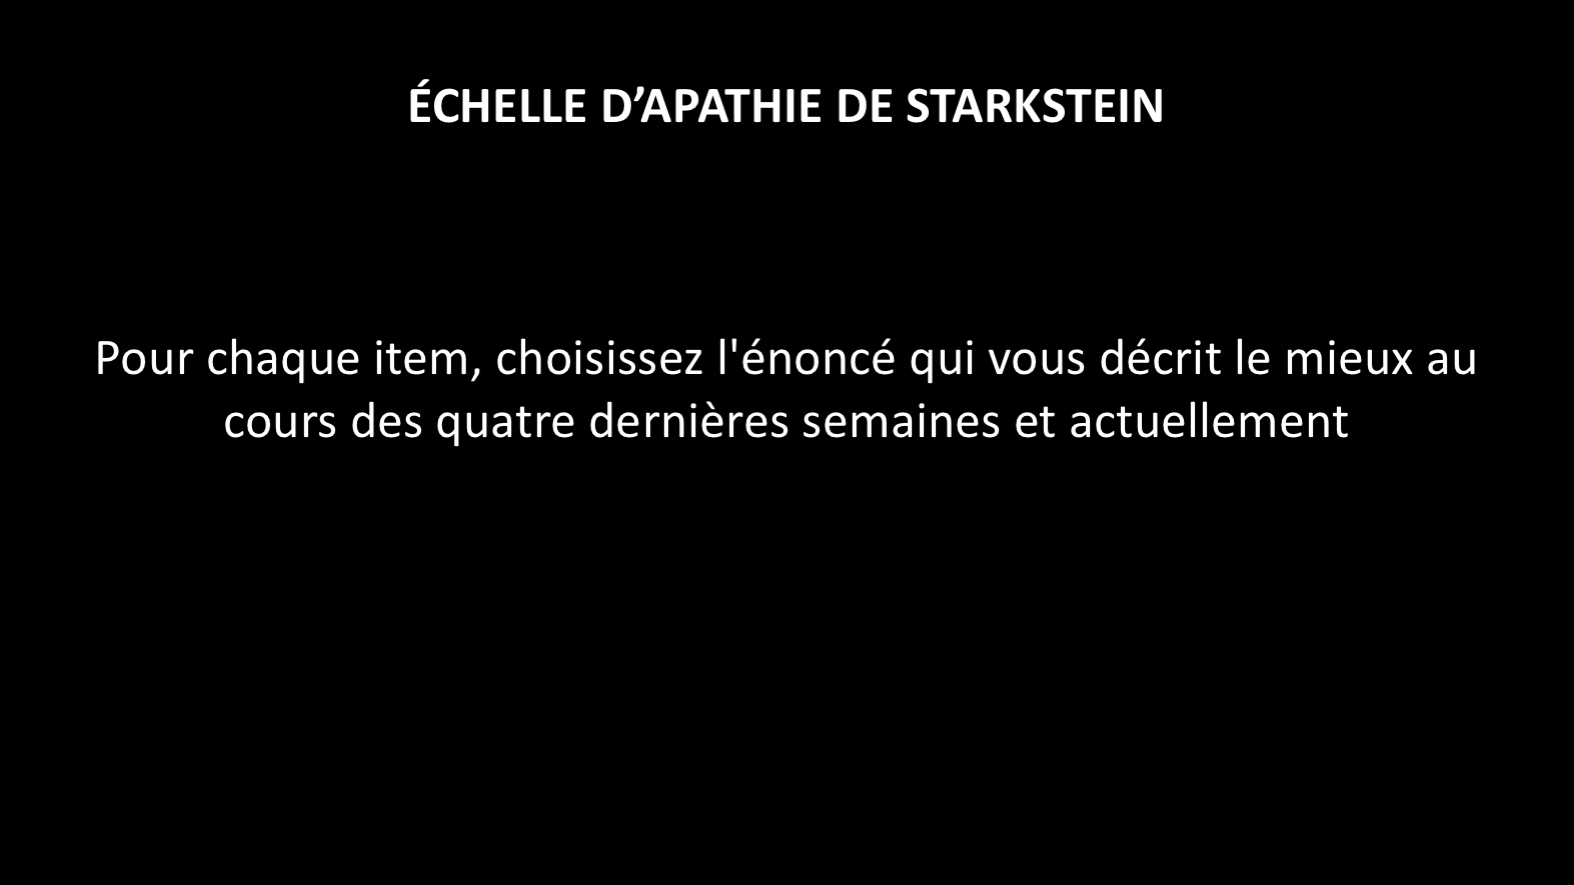 ÉCHELLE D’APATHIE DE STARKSTEIN
Pour chaque item, choisissez l'énoncé qui vous décrit le mieux au
cours des quatre dernières semaines et actuellement